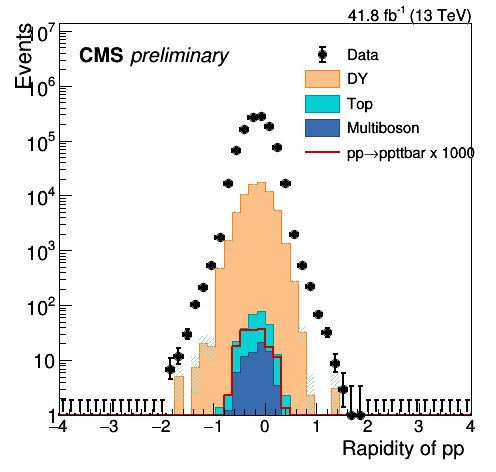 41.8 fb⁻¹ (13 TeV)
Events
CMS preliminary
Data
DY
Top
Multiboson
pp→ppttbar x 1000
10⁷
10⁶
10⁵
10⁴
10³
10²
10
1
−4 −3 −2 −1 0 1 2 3 4
Rapidity of pp